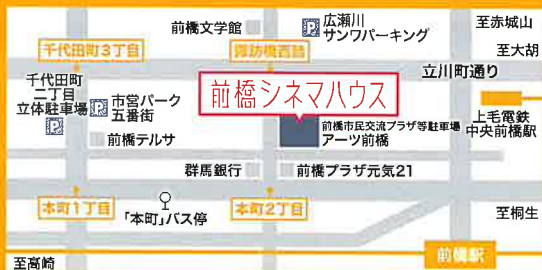 前橋文学館
広瀬川
サンワパーキング
至赤城山
千代田町3丁目
諏訪橋西詰
至大胡
立川町通り
千代田町
二丁目
立体駐車場
市営パーク
五番街
前橋シネマハウス
上毛電鉄
中央前橋駅
前橋テルサ
前橋市民交流プラザ等駐車場
アーツ前橋
群馬銀行
前橋プラザ元気21
本町1丁目
「本町」バス停
本町2丁目
至桐生
至高崎
前橋駅